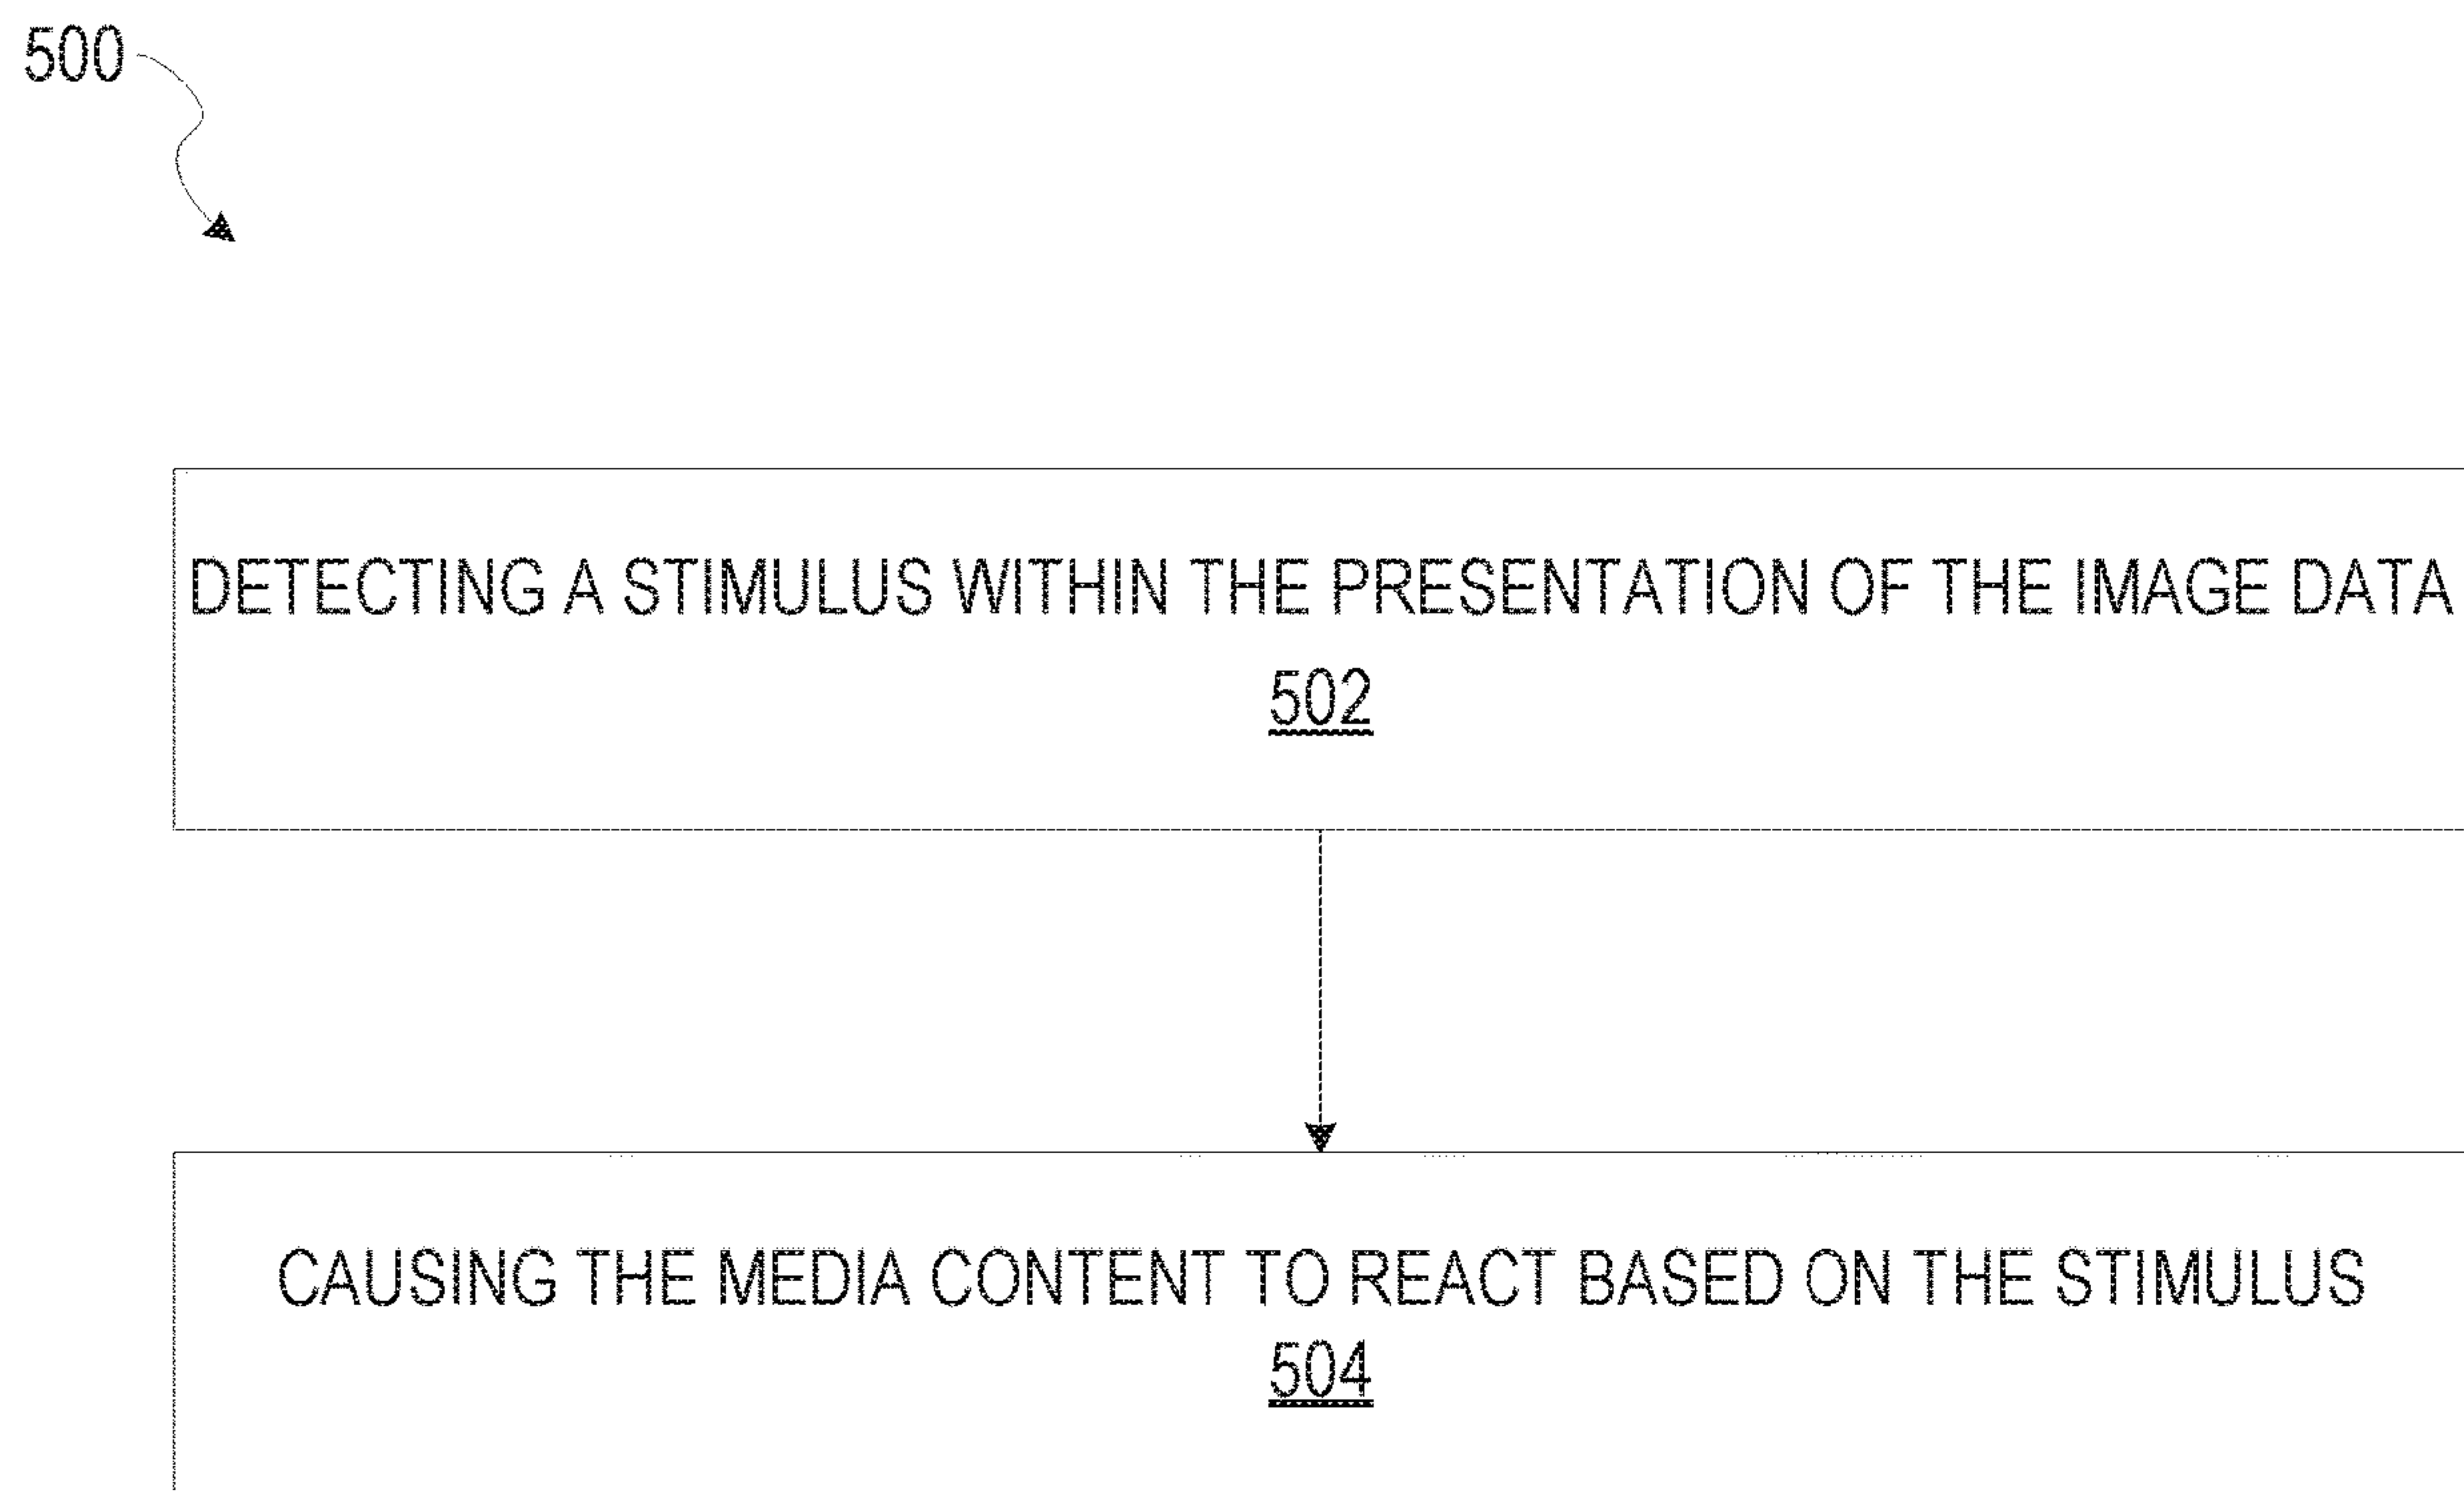 500
DETECTING A STIMULUS WITHIN THE PRESENTATION OF THE IMAGE DATA
502
CAUSING THE MEDIA CONTENT TO REACT BASED ON THE STIMULUS
504